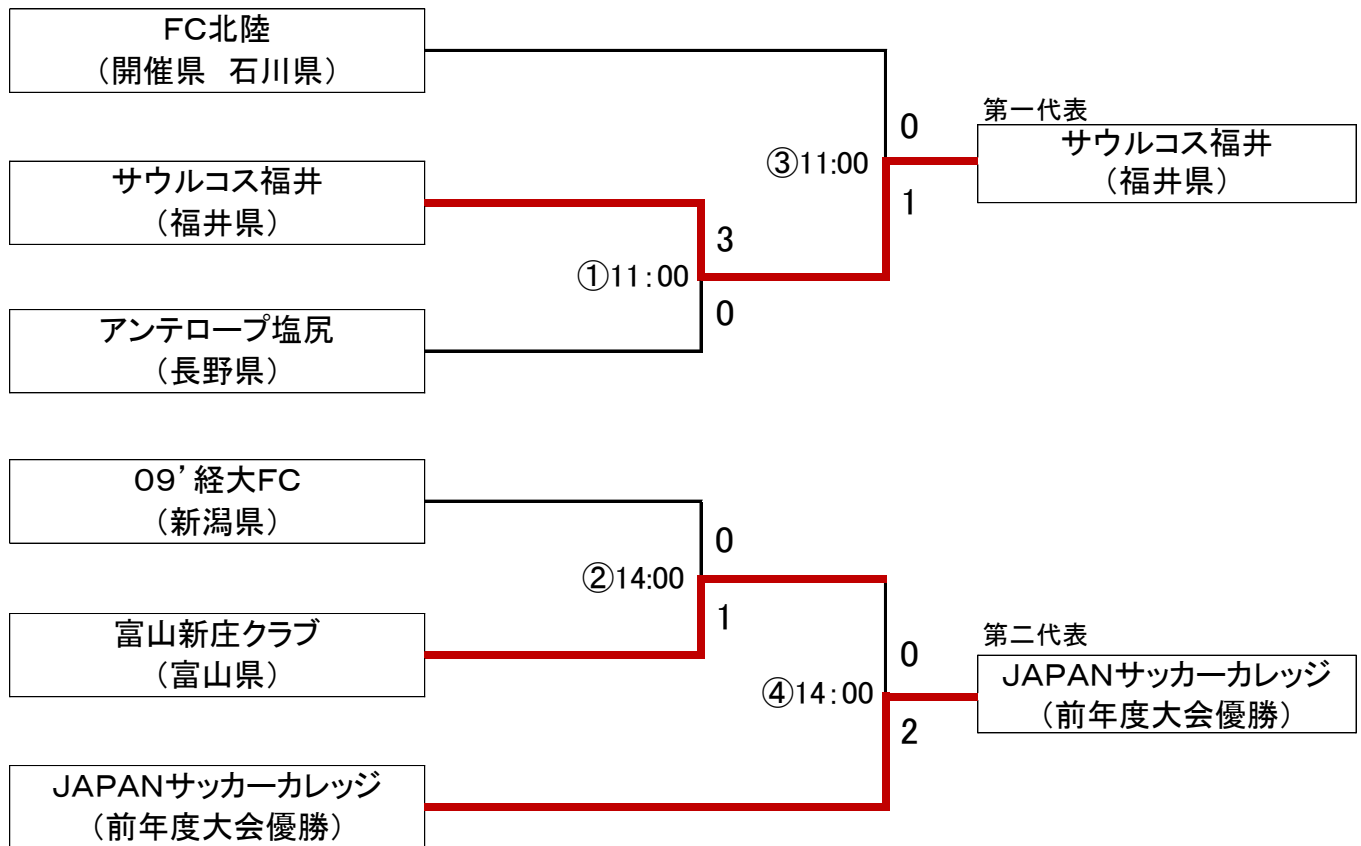 FC北陸
（開催県　石川県）
0
第一代表
サウルコス福井
（福井県）
③11:00
1
サウルコス福井
（福井県）
3
①11:00
0
アンテロープ塩尻
（長野県）
09’経大FC
（新潟県）
0
②14:00
1
富山新庄クラブ
（富山県）
0
第二代表
JAPANサッカーカレッジ
（前年度大会優勝）
④14:00
2
JAPANサッカーカレッジ
（前年度大会優勝）